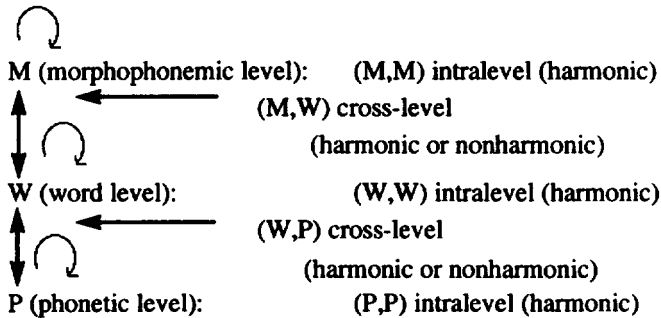 M (morphophonemic level): (M,M) intralevel (harmonic)
(M,W) cross-level
(harmonic or nonharmonic)
W (word level): (W,W) intralevel (harmonic)
(W,P) cross-level
(harmonic or nonharmonic)
P (phonetic level): (P,P) intralevel (harmonic)